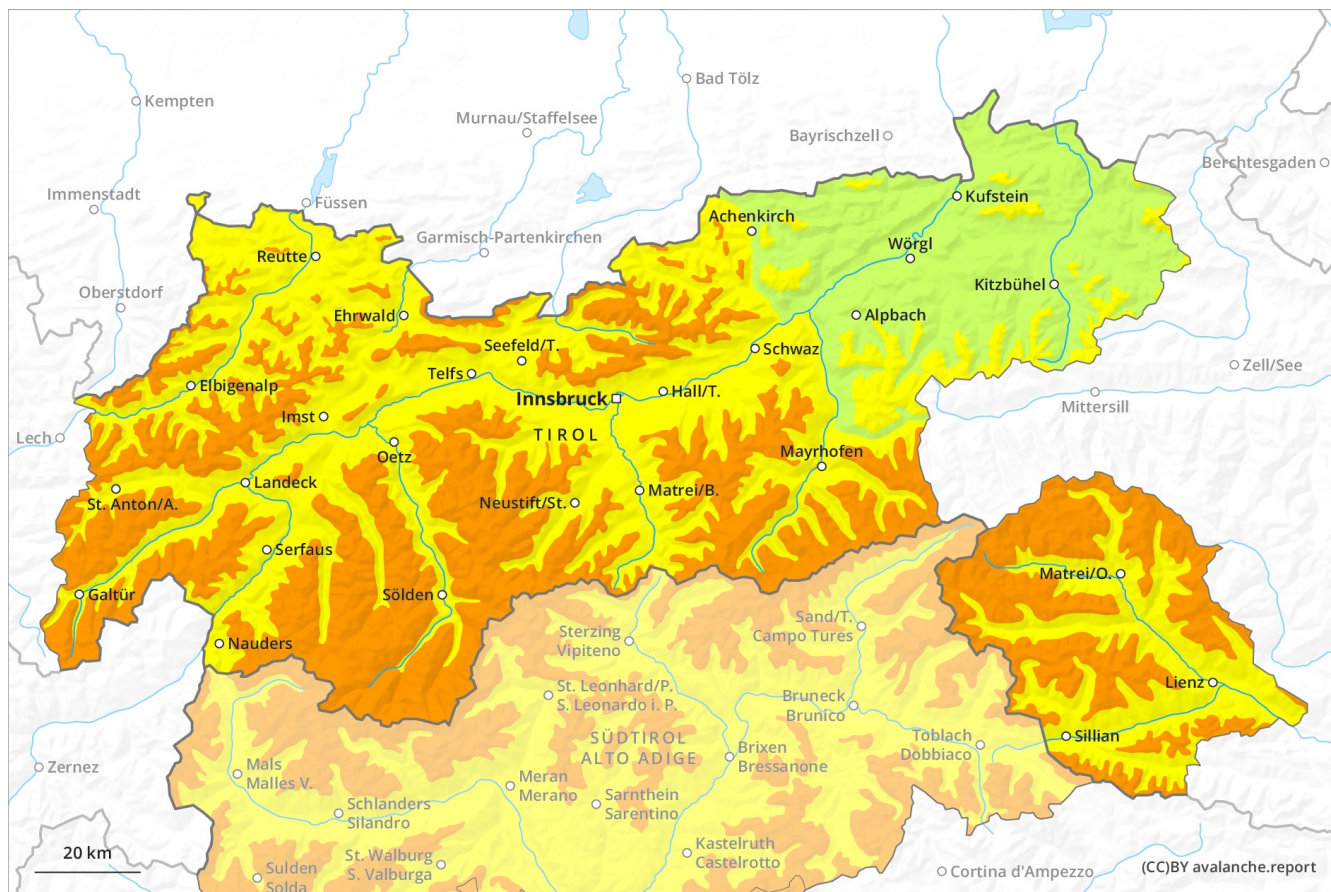 Bad Tölz
Kempten
Murnau/Staffelsee
Bayrischzell
Berchtesgaden
Immenstadt
Füssen
Kufstein
Achenkirch
Garmisch-Partenkirchen
Wörgl
Reutte
Kitzbühel
Oberstdorf
Ehrwald
Alpbach
Seefeld/T.
Schwaz
Zell/See
Telfs
Elbigenalp
Hall/T.
Innsbruck
Mittersill
Imst
TIROL
Lech
Oetz
Mayrhofen
Landeck
Matrei/B.
St. Anton/A.
Neustift/St.
Serfaus
Matrei/O.
Galtür
Sölden
Sand/T.
Campo Tures
Sterzing
Vipiteno
Nauders
Lienz
St. Leonhard/P.
S. Leonardo i. P.
Bruneck
Brunico
Sillian
Toblach
Dobbiaco
SÜDTIROL
ALTO ADIGE
Brixen
Bressanone
Zernez
Mals
Malles V.
Meran
Merano
Sarnthein
Sarentino
Schlanders
Silandro
Kastelruth
Castelrotto
20 km
St. Walburg
S. Valburga
Cortina d'Ampezzo
(CC)BY avalanche.report
Sulden
Solda